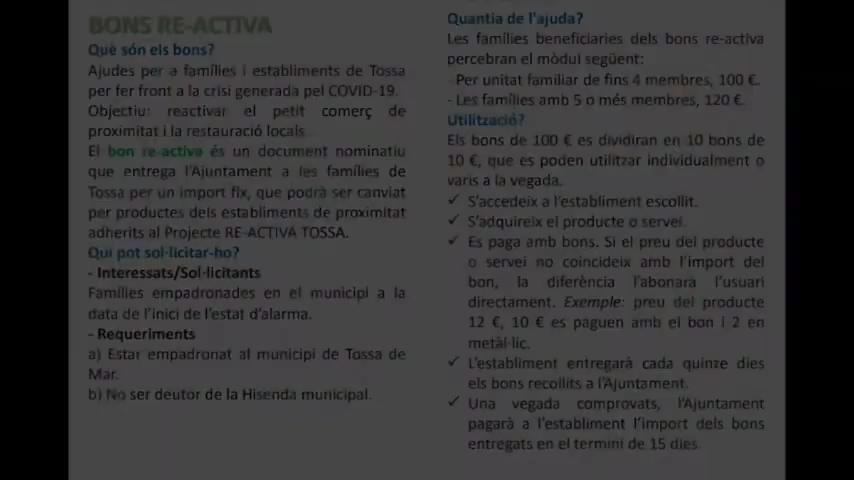 BONS RE-ACTIVA
Què són els bons?
Ajudes per a famílies i establiments de Tossa
per fer front a la crisi generada pel COVID-19.
Objectiu: reactivar el petit comerç de
proximitat i la restauració locals.
El bon re-activa és un document nominatiu
que entrega l'Ajuntament a les famílies de
Tossa per un import fix, que podrà ser canviat
per productes dels establiments de proximitat
adherits al Projecte RE-ACTIVA TOSSA.
Qui pot sol·licitar-ho?
- Interessats/Sol·licitants
Famílies empadronades en el municipi a la
data de l'inici de l'estat d'alarma.
- Requeriments
a) Estar empadronat al municipi de Tossa de
Mar.
b) No ser deutor de la Hisenda municipal.
Quantia de l'ajuda?
Les famílies beneficiaries dels bons re-activa
percebran el mòdul següent:
- Per unitat familiar de fins 4 membres, 100 €.
- Les famílies amb 5 o més membres, 120 €.
Utilització?
Els bons de 100 € es dividiran en 10 bons de
10 €, que es poden utilitzar individualment o
varis a la vegada.
✓ S'accedeix a l'establiment escollit.
✓ S'adquireix el producte o servei.
✓ Es paga amb bons. Si el preu del producte
o servei no coincideix amb l'import del
bon, la diferència l'abonarà l'usuari
directament. Exemple: preu del producte
12 €, 10 € es paguen amb el bon i 2 en
metàl·lic.
✓ L'establiment entregarà cada quinze dies
els bons recollits a l'Ajuntament.
✓ Una vegada comprovats, l'Ajuntament
pagarà a l'establiment l'import dels bons
entregats en el termini de 15 dies.